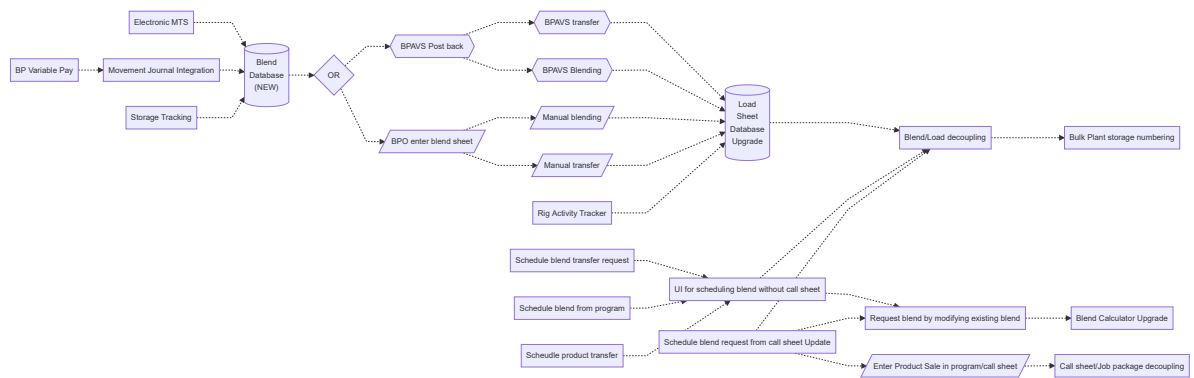 Electronic MTS
BP Variable Pay
Movement Journal Integration
Storage Tracking
Blend
Database
(NEW)
OR
BPAVS Post back
BPO enter blend sheet
BPAVS transfer
BPAVS Blending
Manual blending
Manual transfer
Rig Activity Tracker
Load
Sheet
Database
Upgrade
Blend/Load decoupling
Bulk Plant storage numbering
Schedule blend transfer request
Schedule blend from program
Scheudle product transfer
UI for scheduling blend without call sheet
Schedule blend request from call sheet Update
Request blend by modifying existing blend
Blend Calculator Upgrade
Enter Product Sale in program/call sheet
Call sheet/Job package decoupling